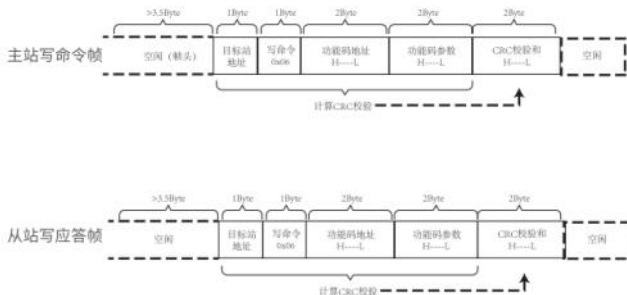 >3.5Byte 1Byte 1Byte 2Byte 2Byte 2Byte
主站写命令帧 空闲（帧头） 目标站地址 写命令 0x06 功能码地址 H----L 功能码参数 H----L CRC校验和 H----L 空闲
计算CRC校验
>3.5Byte 1Byte 1Byte 2Byte 2Byte 2Byte
从站写应答帧 空闲 目标站地址 写命令 0x06 功能码地址 H----L 功能码参数 H----L CRC校验和 H----L 空闲
计算CRC校验